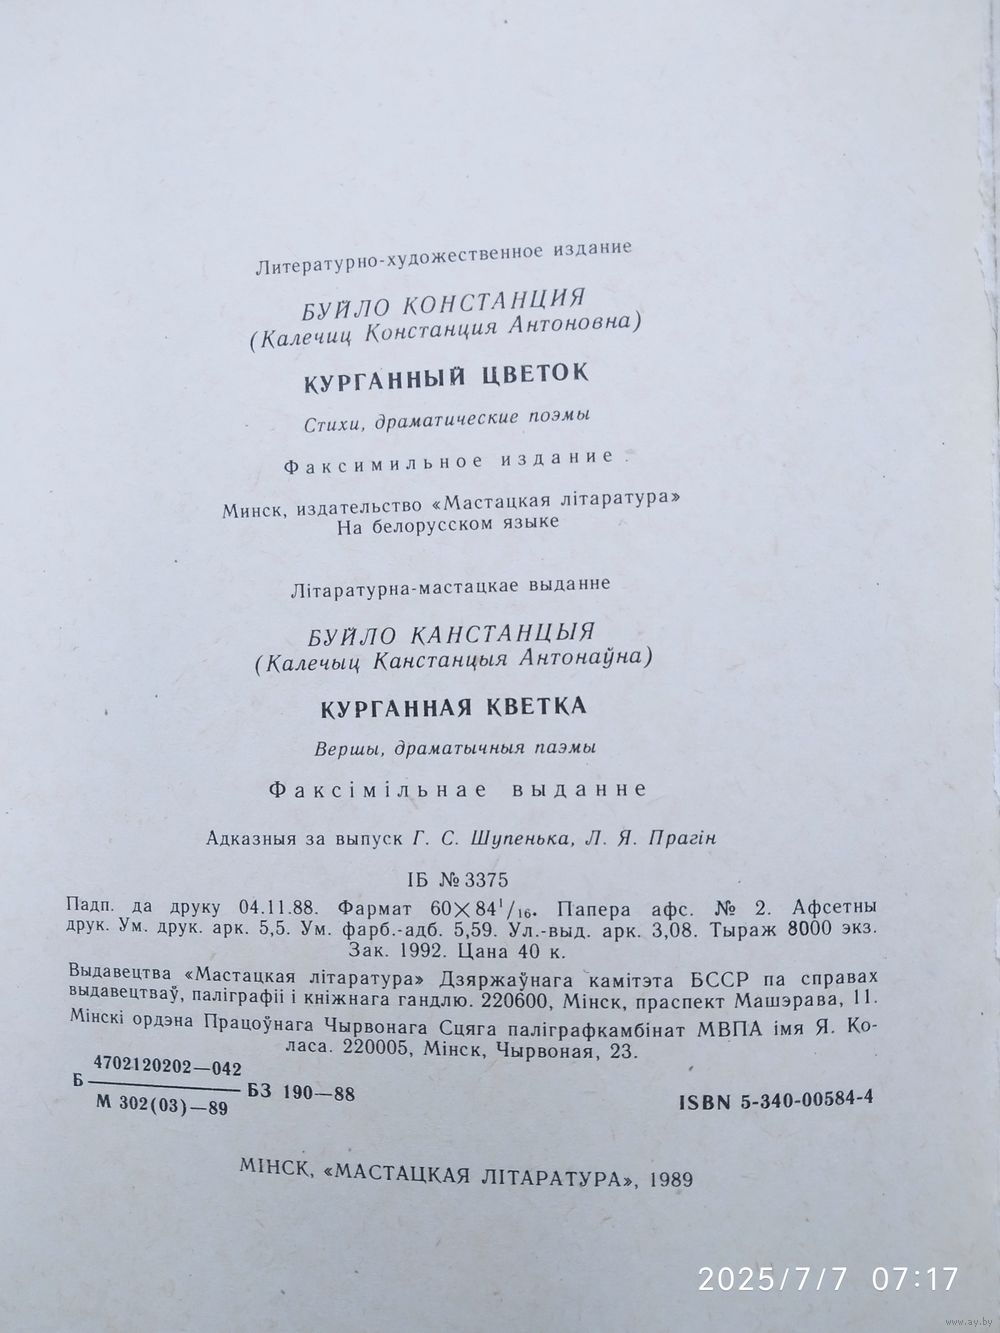 Литературно-художественное издание
БУЙЛО КОНСТАНЦИЯ
(Калечиц Константция Антоновна)
КУРГАННЫЙ ЦВЕТОК
Стихи, драматические поэмы
Факсимильное издание
Минск, издательство «Мастацкая літаратура»
На белорусском языке
Літаратурна-мастацкае выданне
БУЙЛО КАНСТАНЦЫЯ
(Калечыц Канстанцыя Антонаўна)
КУРГАННАЯ КВЕТКА
Вершы, драматычныя паэмы
Факсімільнае выданне
Адказныя за выпуск Г. С. Шупенька, Л. Я. Прагін
ІБ № 3375
Падп. да друку 04.11.88. Фармат 60×84¹/₁₆. Папера афс. № 2. Афсетны
друк. Ум. друк. арк. 5,5. Ум. фарб.-адб. 5,59. Ул.-выд. арк. 3,08. Тыраж 8000 экз.
Зак. 1992. Цана 40 к.
Выдавецтва «Мастацкая літаратура» Дзяржаўнага камітэта БССР па справах
выдавецтваў, паліграфіі і кніжнага гандлю. 220600, Мінск, праспект Машэрава, 11.
Мінскі ордэна Працоўнага Чырвонага Сцяга паліграфкамбінат МВПА імя Я. Ко-
ласа. 220005, Мінск, Чырвоная, 23.
4702120202—042
Б БЗ 190—88
М 302(03)—89
ISBN 5-340-00584-4
МІНСК, «МАСТАЦКАЯ ЛІТАРАТУРА», 1989
2025/7/7 07:17
www.ay.by